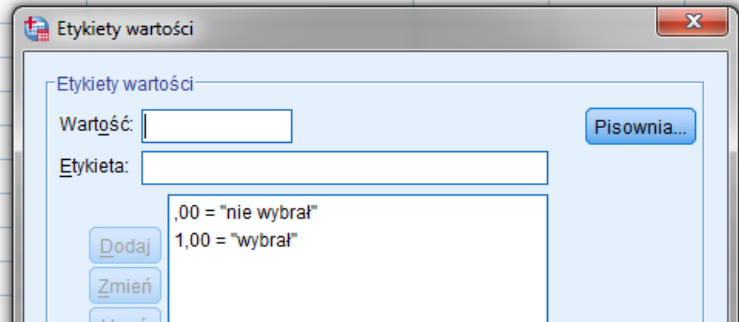 Etykiety wartości
Etykiety wartości
Wartość:
Pisownia...
Etykieta:
,00 = "nie wybrał"
1,00 = "wybrał"
Dodaj
Zmień